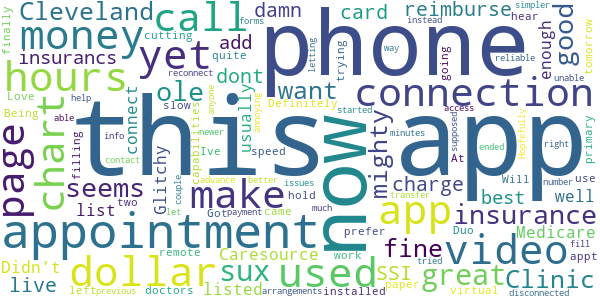 this app
phone
now
appointment
app
call
money
hours
connection
video
used
dollar
yet
make
chart
page
insurance
great
sux
good
Clinic
Cleveland
damn
reimburse
card
add
insurancs
dont
want
ole
connect
usually
mighty
enough
seems
charge
best
well
fine
SSI
Medicare
Caresource
listed
installed
live
Didn't
list
two
Glitchy
capabilities
speed
hold
Got
payment
came
much
prefer
Duo
use
primary
tomorrow
Hopefully
hear
cutting
quite
trying
letting
going
way
reliable
simpler
unable
forms
instead
finally
reconnect
Love
Being
help
able
info
filling
slow
Ive
anyone
newer
annoying
Definitely
started
access
minutes
supposed
At
ended
right
Will
number
contact
couple
let
advance
better
issues
transfer
appt
fill
work
tried
paper
virtual
disconnected
remote
doctors
left
previous
arrangements